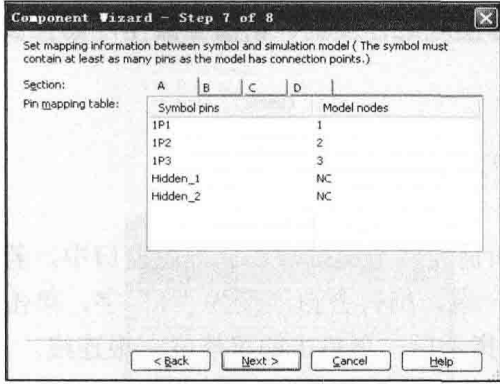 Component Wizard - Step 7 of 8
Set mapping information between symbol and simulation model ( The symbol must
contain at least as many pins as the model has connection points.)
Section: A B C D
Pin mapping table: Symbol pins Model nodes
1P1 1
1P2 2
1P3 3
Hidden_1 NC
Hidden_2 NC
< Back Next > Cancel Help